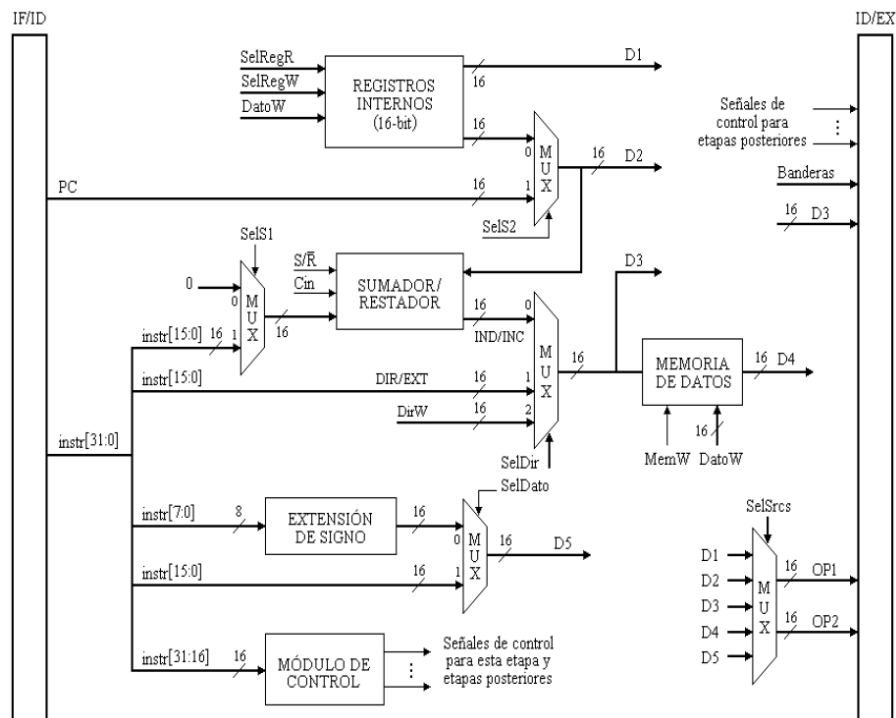 IF/ID
ID/EX
SelRegR
SelRegW
DatoW
REGISTROS
INTERNOS
(16-bit)
16
D1
16
0
1
MUX
16
D2
SelS2
PC
16
Señales de
control para
etapas posteriores
⋮
Banderas
16
D3
SelS1
0
0
1
MUX
16
instr[15:0]
16
S/R̅
Cin
SUMADOR/
RESTADOR
16
IND/INC
0
1
2
MUX
16
D3
instr[15:0]
DIR/EXT
16
DirW
16
SelDir
MEMORIA
DE DATOS
16
D4
MemW
16
DatoW
instr[31:0]
SelDato
instr[7:0]
8
EXTENSIÓN
DE SIGNO
16
0
1
MUX
16
D5
instr[15:0]
16
instr[31:16]
16
MÓDULO DE
CONTROL
⋮
Señales de control
para esta etapa y
etapas posteriores
SelSrcs
D1
D2
D3
D4
D5
MUX
16
OP1
16
OP2